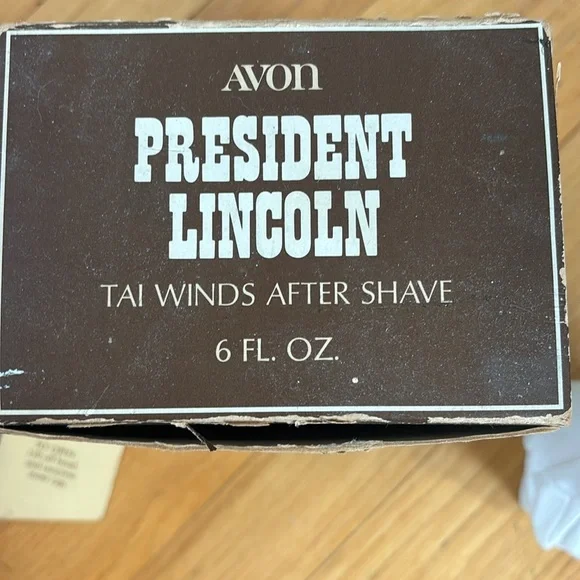 AVON
PRESIDENT
LINCOLN
TAI WINDS AFTER SHAVE
6 FL. OZ.